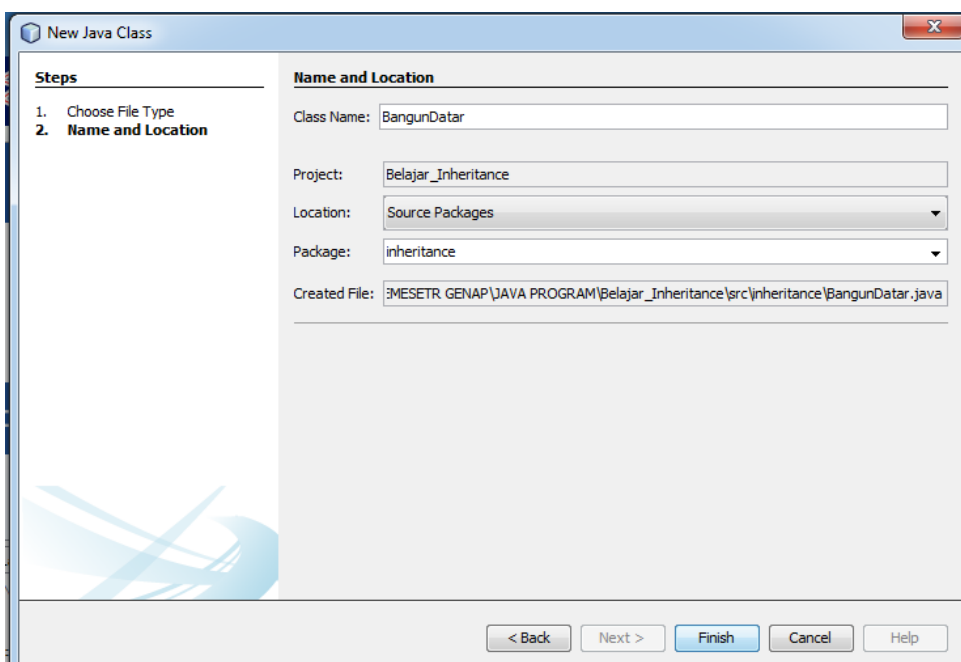 New Java Class
Steps
1. Choose File Type
2. Name and Location
Name and Location
Class Name: BangunDatar
Project: Belajar_Inheritance
Location: Source Packages
Package: inheritance
Created File: EMESETR GENAP\JAVA PROGRAM\Belajar_Inheritance\src\inheritance\BangunDatar.java
< Back Next > Finish Cancel Help